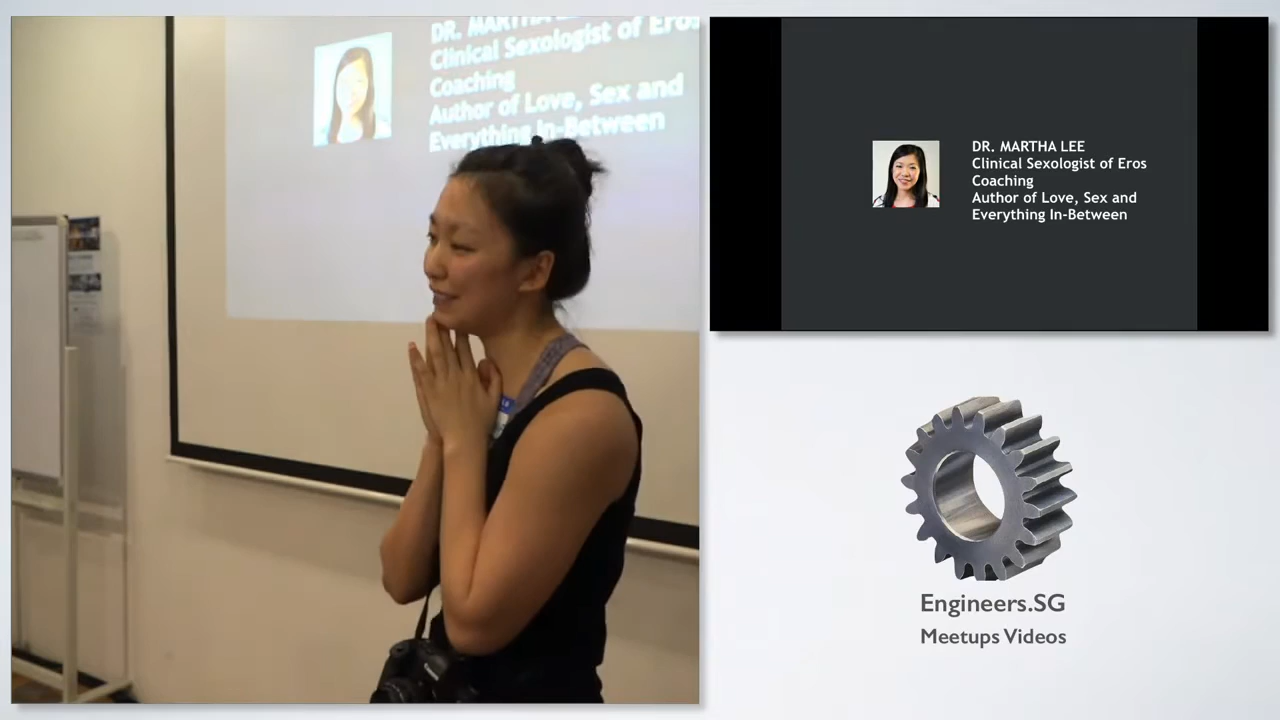 DR. MARTHA LEE
Clinical Sexologist of Eros
Coaching
Author of Love, Sex and
Everything In-Between
DR. MARTHA LEE
Clinical Sexologist of Eros
Coaching
Author of Love, Sex and
Everything In-Between
Canon
Engineers.SG
Meetups Videos